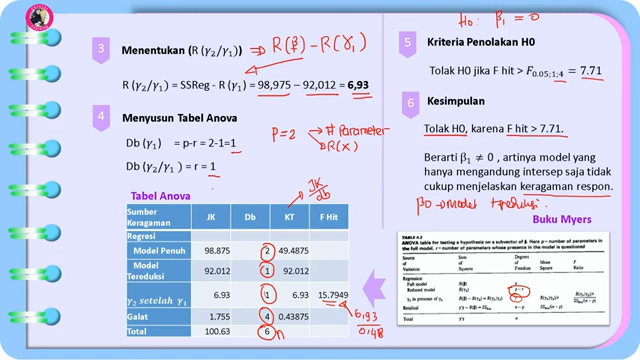 3
Menentukan (R (γ₂/γ₁) ⇒ R(β) - R(γ₁)
R (γ₂/γ₁) = SSReg - R (γ₁) = 98,975 – 92,012 = 6,93
4
Menyusun Tabel Anova
Db (γ₁) = p-r = 2-1=1
Db (γ₂/γ₁) = r = 1
P=2 → # Parameter
→ R(X)
JK/db
Tabel Anova
Sumber Keragaman JK Db KT F Hit
Regresi
Model Penuh 98.875 2 49.4875
Model Teroduksi 92.012 1 92.012
γ₂ setelah γ₁ 6.93 1 6.93 15.7949
Galat 1.755 4 0.43875
Total 100.63 6 n
6,93
0,48
H0: β₁ = 0
5
Kriteria Penolakan H0
Tolak H0 jika F hit > F₀.₀₅;₁;₄ = 7.71
6
Kesimpulan
Tolak H0, karena F hit > 7.71.
Berarti β₁ ≠ 0 , artinya model yang
hanya mengandung intersep saja tidak
cukup menjelaskan keragaman respon.
β0 → model
Buku Myers
TABLE 4.2
ANOVA table for testing a hypothesis on a subvector of β. Here p = number of parameters in
the full model, r = number of parameters whose presence in the model is questioned
Source of Variation Sum of Squares Degrees of Freedom Mean Square F Ratio
Regression
Full model R(β) p
Reduced model R(γ₁) p – r